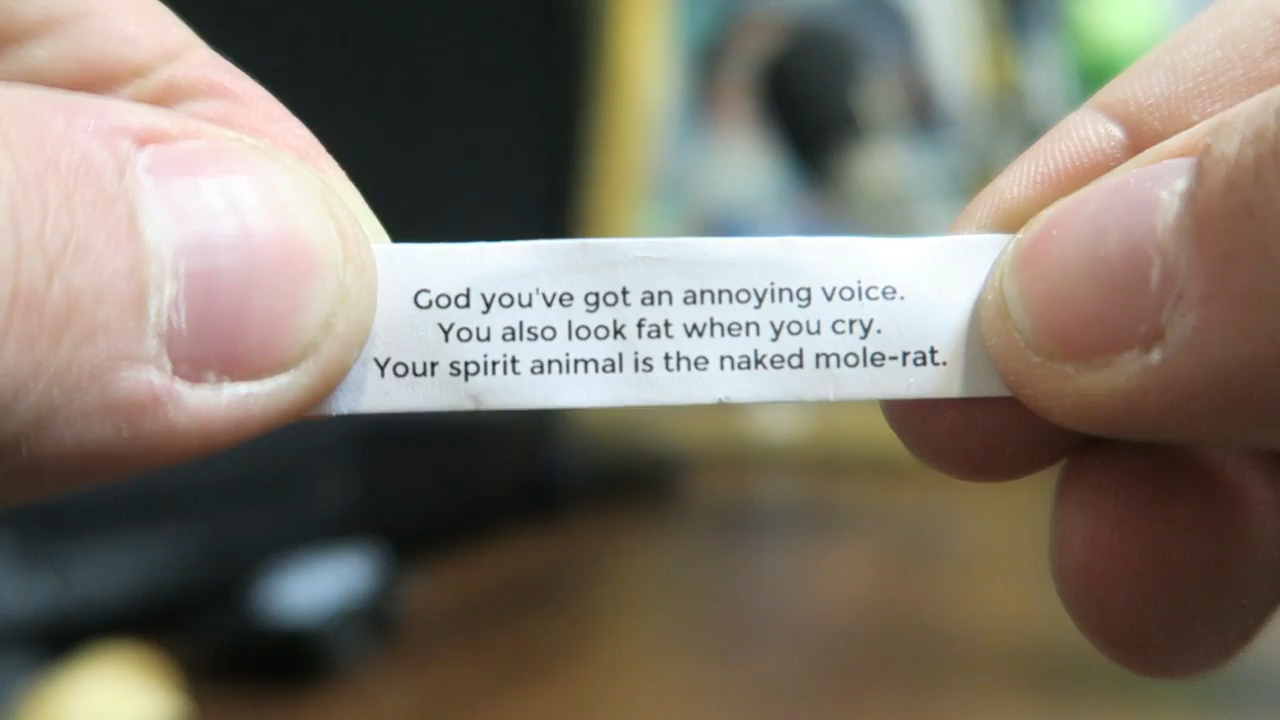 God you've got an annoying voice.
You also look fat when you cry.
Your spirit animal is the naked mole-rat.